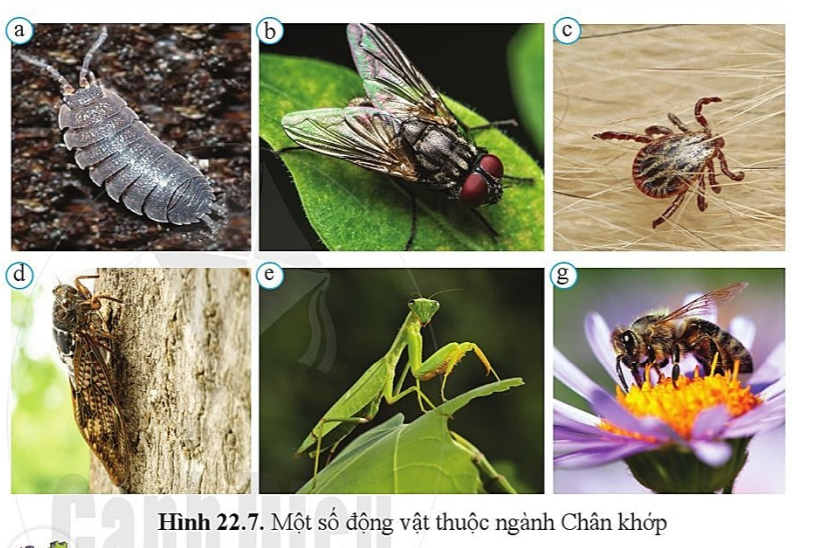 a
b
c
d
e
g
Hình 22.7. Một số động vật thuộc ngành Chân khớp